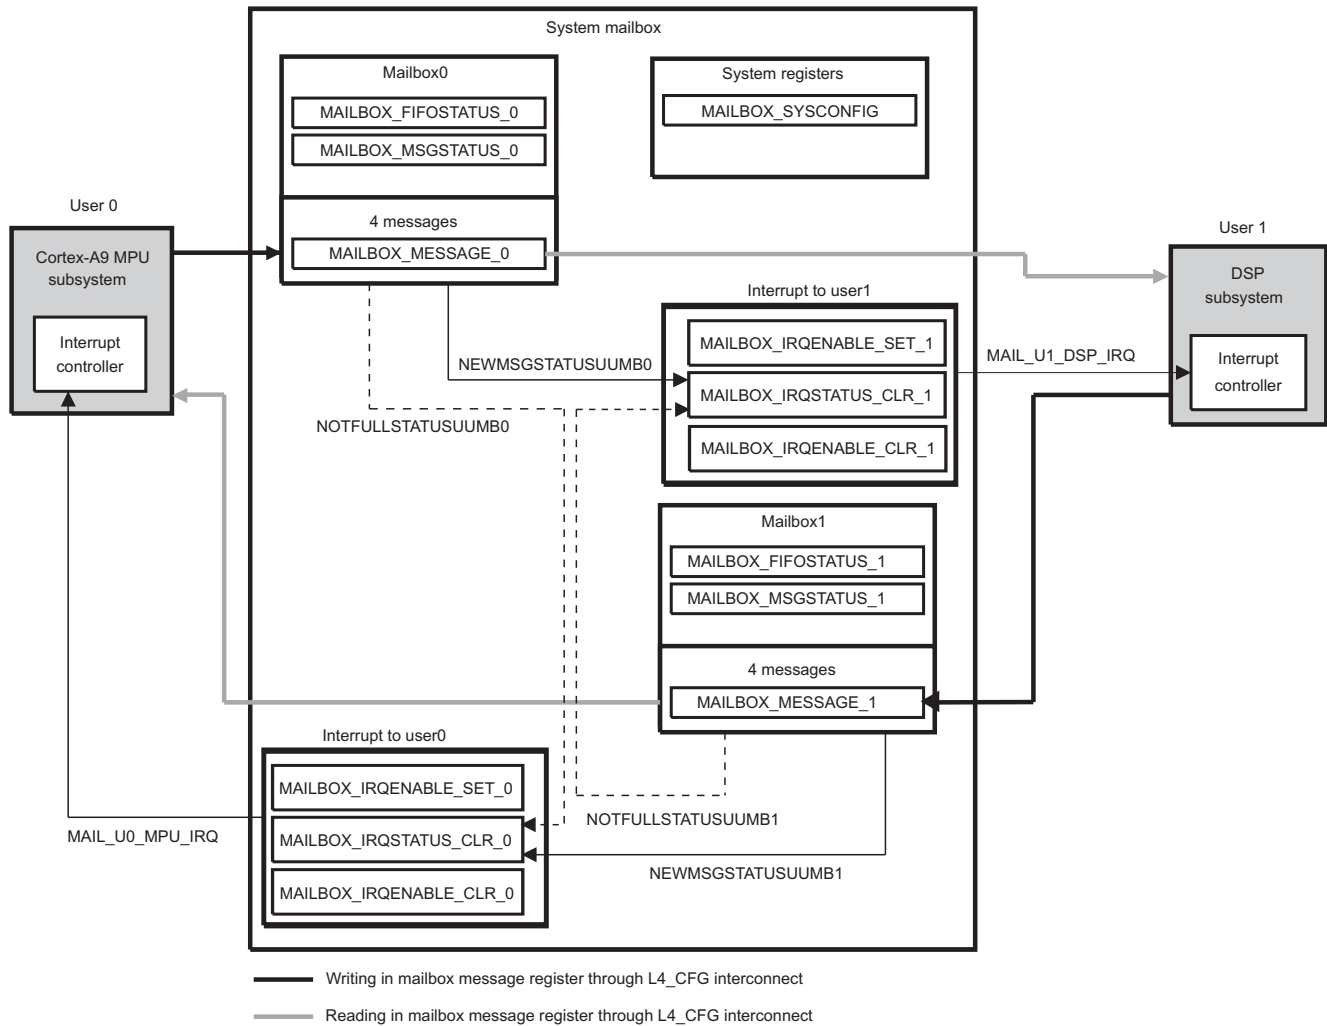 System mailbox
Mailbox0
MAILBOX_FIFOSTATUS_0
MAILBOX_MSGSTATUS_0
4 messages
MAILBOX_MESSAGE_0
System registers
MAILBOX_SYSCONFIG
User 0
Cortex-A9 MPU
subsystem
Interrupt
controller
User 1
DSP
subsystem
Interrupt
controller
Interrupt to user1
MAILBOX_IRQENABLE_SET_1
MAILBOX_IRQSTATUS_CLR_1
MAILBOX_IRQENABLE_CLR_1
MAIL_U1_DSP_IRQ
NEWMSGSTATUSUUMB0
NOTFULLSTATUSUUMB0
Mailbox1
MAILBOX_FIFOSTATUS_1
MAILBOX_MSGSTATUS_1
4 messages
MAILBOX_MESSAGE_1
Interrupt to user0
MAILBOX_IRQENABLE_SET_0
MAILBOX_IRQSTATUS_CLR_0
MAILBOX_IRQENABLE_CLR_0
MAIL_U0_MPU_IRQ
NOTFULLSTATUSUUMB1
NEWMSGSTATUSUUMB1
Writing in mailbox message register through L4_CFG interconnect
Reading in mailbox message register through L4_CFG interconnect